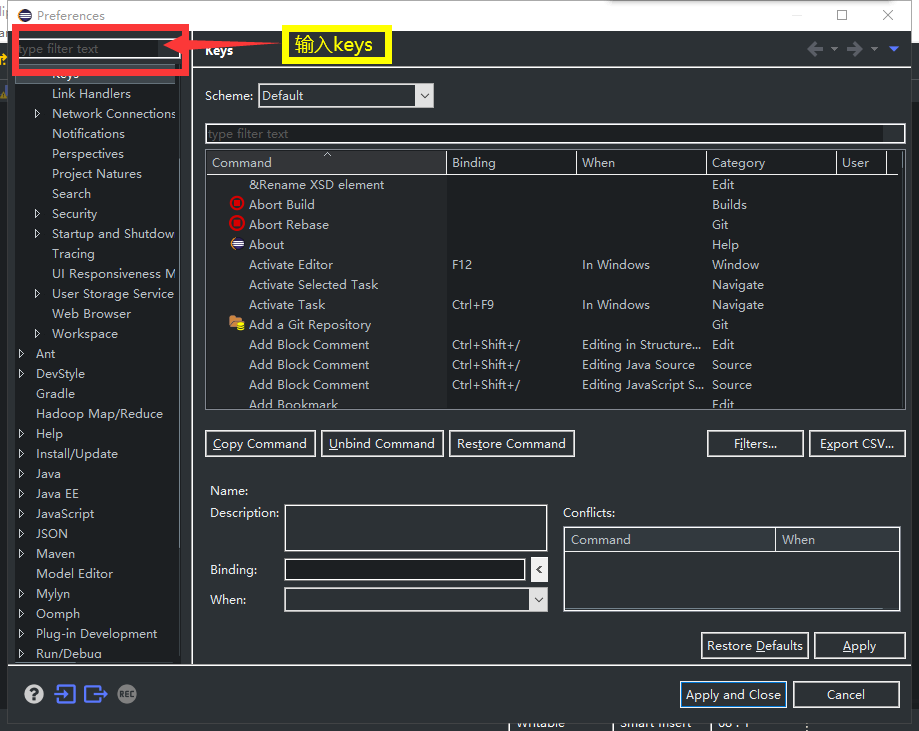 Preferences
type filter text
输入keys
Keys
Keys
Link Handlers
Network Connections
Notifications
Perspectives
Project Natures
Search
Security
Startup and Shutdow
Tracing
UI Responsiveness M
User Storage Service
Web Browser
Workspace
Ant
DevStyle
Gradle
Hadoop Map/Reduce
Help
Install/Update
Java
Java EE
JavaScript
JSON
Maven
Model Editor
Mylyn
Oomph
Plug-in Development
Run/Debug
Scheme: Default
type filter text
Command Binding When Category User
&Rename XSD element Edit
Abort Build Builds
Abort Rebase Git
About Help
Activate Editor F12 In Windows Window
Activate Selected Task Navigate
Activate Task Ctrl+F9 In Windows Navigate
Add a Git Repository Git
Add Block Comment Ctrl+Shift+/ Editing in Structure... Edit
Add Block Comment Ctrl+Shift+/ Editing Java Source Source
Add Block Comment Ctrl+Shift+/ Editing JavaScript S... Source
Add Bookmark Edit
Copy Command Unbind Command Restore Command Filters... Export CSV...
Name:
Description: Conflicts:
Command When
Binding: <
When:
Restore Defaults Apply
? REC Apply and Close Cancel
Writable Smart Insert 68 : 1